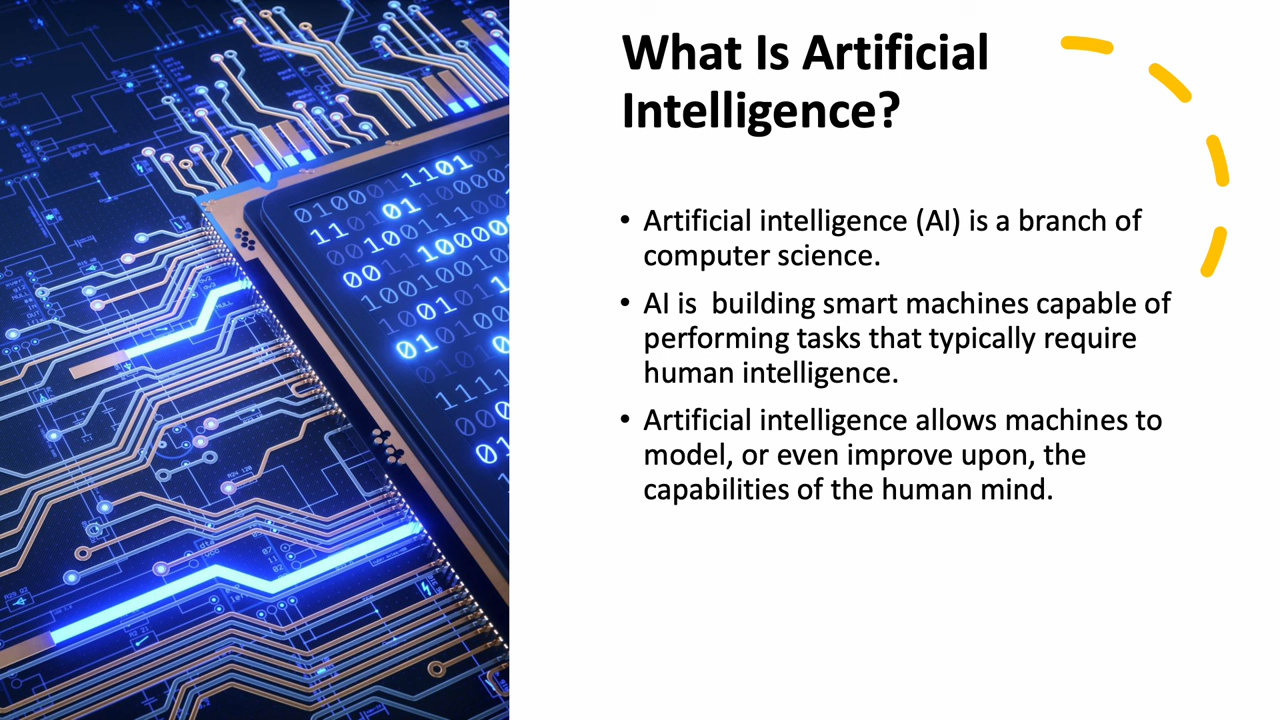 What Is Artificial
Intelligence?
• Artificial intelligence (AI) is a branch of
computer science.
• AI is  building smart machines capable of
performing tasks that typically require
human intelligence.
• Artificial intelligence allows machines to
model, or even improve upon, the
capabilities of the human mind.